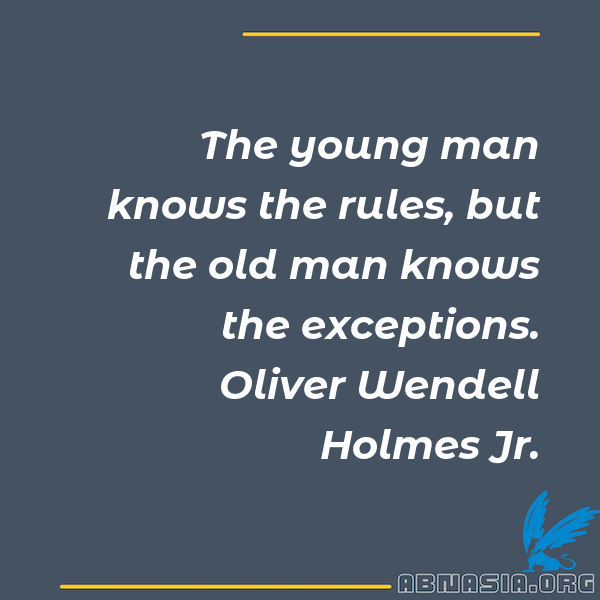 The young man
knows the rules, but
the old man knows
the exceptions.
Oliver Wendell
Holmes Jr.
ABNASIA.ORG